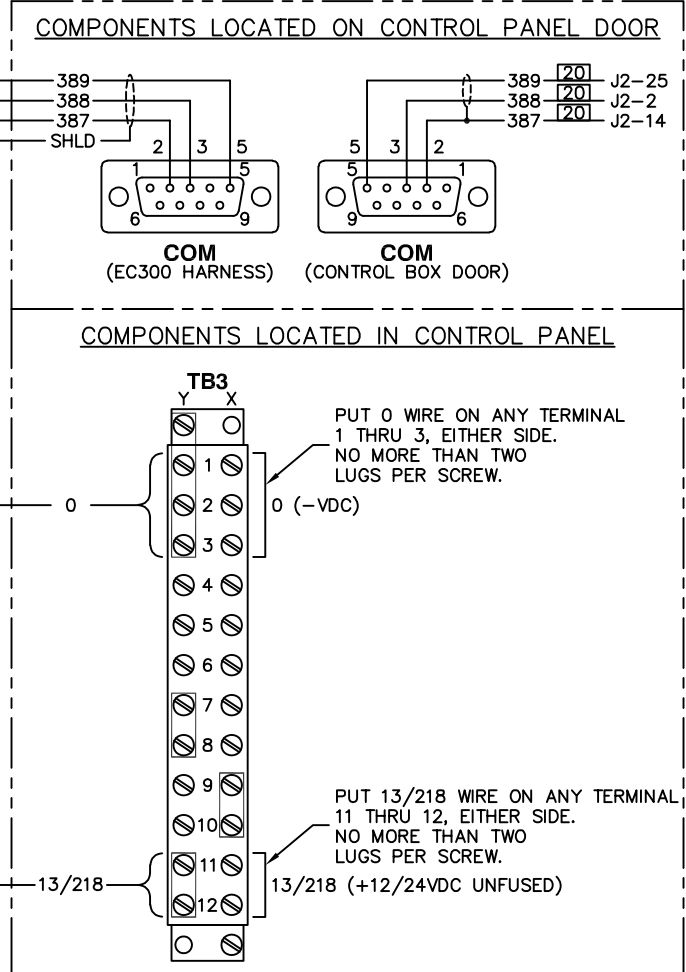 COMPONENTS LOCATED ON CONTROL PANEL DOOR
389
388
387
SHLD
2 3 5
1 5
6 9
COM
(EC300 HARNESS)
389 20 J2-25
388 20 J2-2
387 20 J2-14
5 3 2
5 1
9 6
COM
(CONTROL BOX DOOR)
COMPONENTS LOCATED IN CONTROL PANEL
TB3
Y X
1
2
3
4
5
6
7
8
9
10
11
12
0
0 (-VDC)
PUT 0 WIRE ON ANY TERMINAL
1 THRU 3, EITHER SIDE.
NO MORE THAN TWO
LUGS PER SCREW.
PUT 13/218 WIRE ON ANY TERMINAL
11 THRU 12, EITHER SIDE.
NO MORE THAN TWO
LUGS PER SCREW.
13/218
13/218 (+12/24VDC UNFUSED)